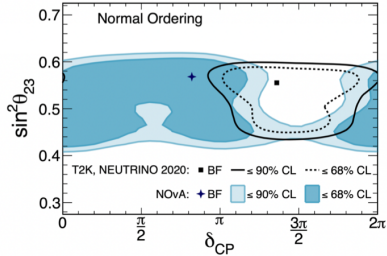 Normal Ordering
0.7
0.6
0.5
0.4
0.3
sin²θ₂₃
T2K, NEUTRINO 2020: BF ≤ 90% CL ≤ 68% CL
NOvA: BF ≤ 90% CL ≤ 68% CL
0 π/2 π 3π/2 2π
δCP